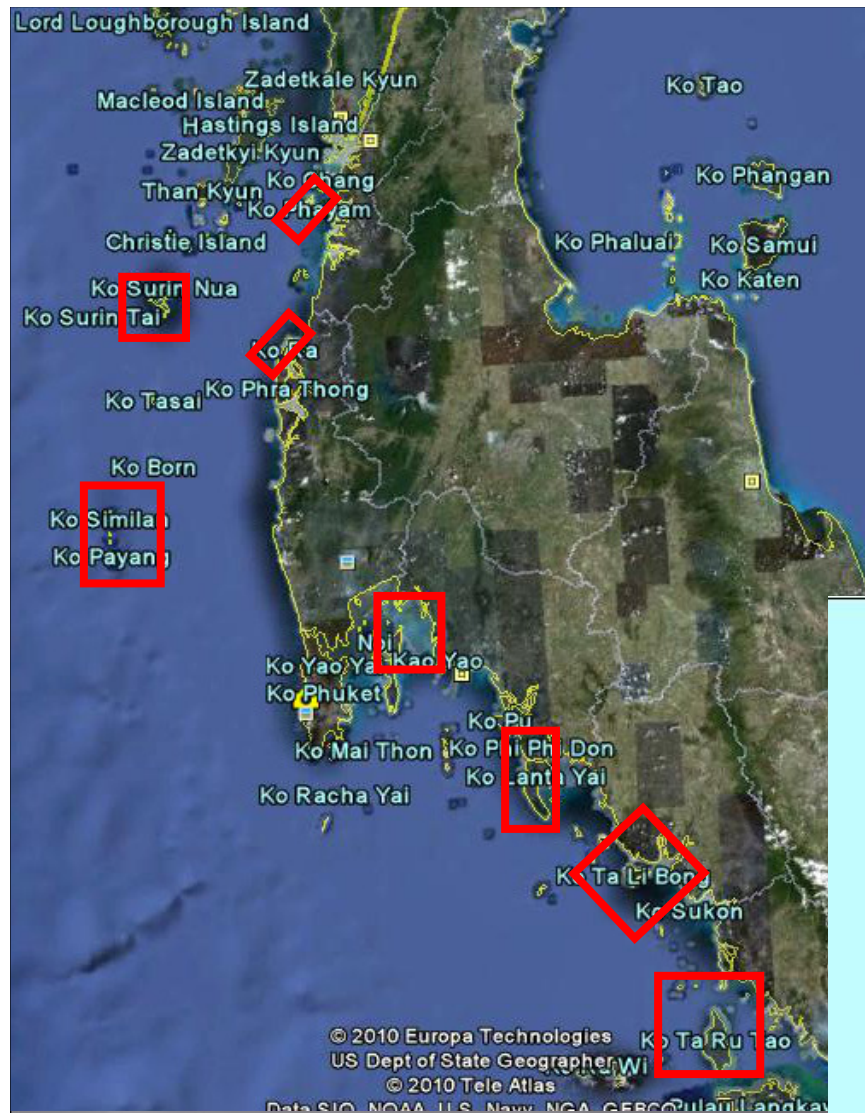 Lord Loughborough Island
Zadetkale Kyun
Ko Tao
Macleod Island
Hastings Island
Zadetkyi Kyun
Ko Chang
Ko Phangan
Than Kyun
Ko Phayam
Christie Island
Ko Phaluai
Ko Samui
Ko Katen
Ko Surin Nua
Ko Surin Tai
Ko Ra
Ko Phra Thong
Ko Tasai
Ko Born
Ko Similan
Ko Payang
Noi
Ko Yao Yai
Kao Yao
Ko Phuket
Ko Pu
Ko Mai Thon
Ko Phi Phi Don
Ko Lanta Yai
Ko Racha Yai
Ko Ta Li Bong
Ko Sukon
© 2010 Europa Technologies
US Dept of State Geographer
Ko Ta Ru Tao
© 2010 Tele Atlas
Wi
Data SIO, NOAA, U.S. Navy, NGA, GEBCO
Pulau Langkaw